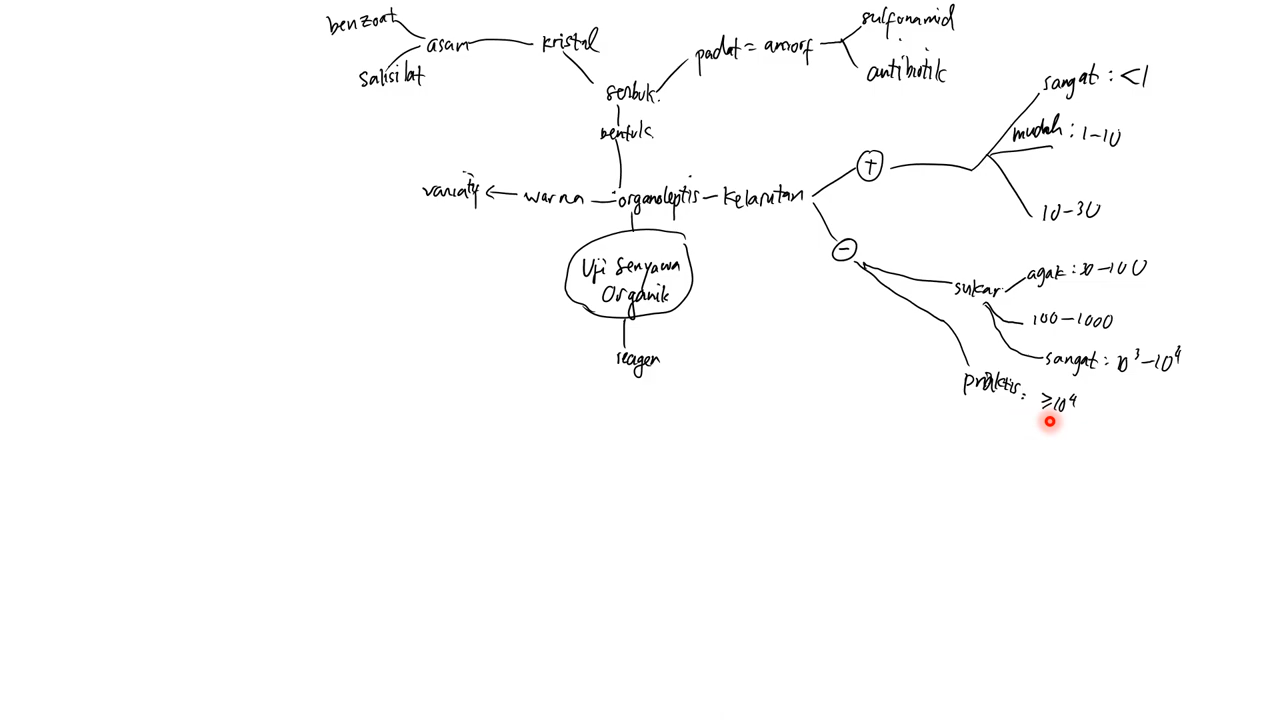 benzoat
asam
salisilat
kristal
padat = amorf
sulfonamid
antibiotik
serbuk
bentuk
warna
organoleptis
Kelarutan
+
sangat : <1
mudah : 1-10
10-30
-
sukar
agak : 30-100
100-1000
sangat : 10³-10⁴
praktis : ≥10⁴
Uji Senyawa
Organik
reagen